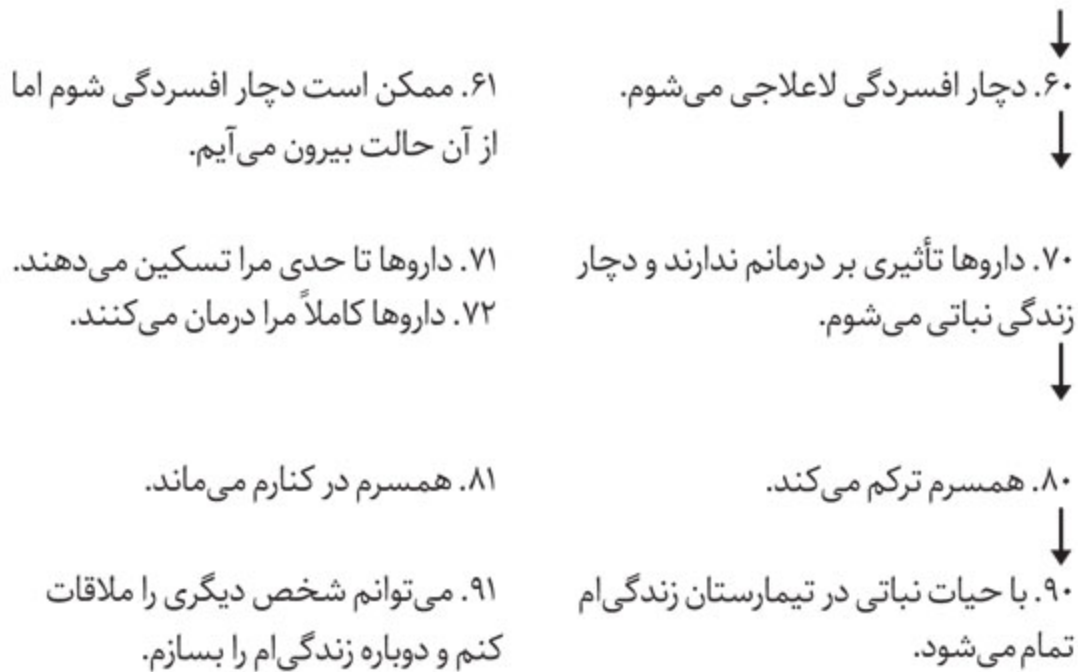 ۶۰. دچار افسردگی لاعلاجی می‌شوم.
۶۱. ممکن است دچار افسردگی شوم اما
از آن حالت بیرون می‌آیم.
۷۰. داروها تأثیری بر درمانم ندارند و دچار
زندگی نباتی می‌شوم.
۷۱. داروها تا حدی مرا تسکین می‌دهند.
۷۲. داروها کاملاً مرا درمان می‌کنند.
۸۰. همسرم ترکم می‌کند.
۸۱. همسرم در کنارم می‌ماند.
۹۰. با حیات نباتی در تیمارستان زندگی‌ام
تمام می‌شود.
۹۱. می‌توانم شخص دیگری را ملاقات
کنم و دوباره زندگی‌ام را بسازم.